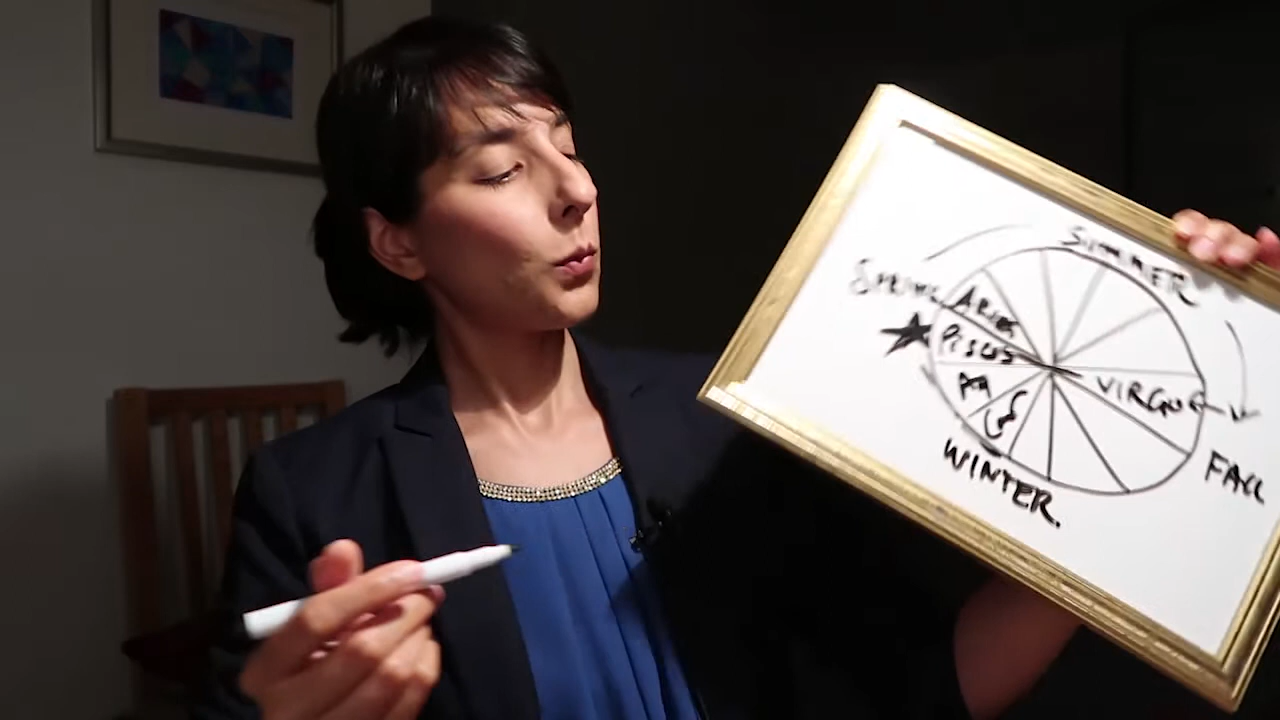 SUMMER
SPRING
ARIES
PISCES
VIRGO
FALL
WINTER.